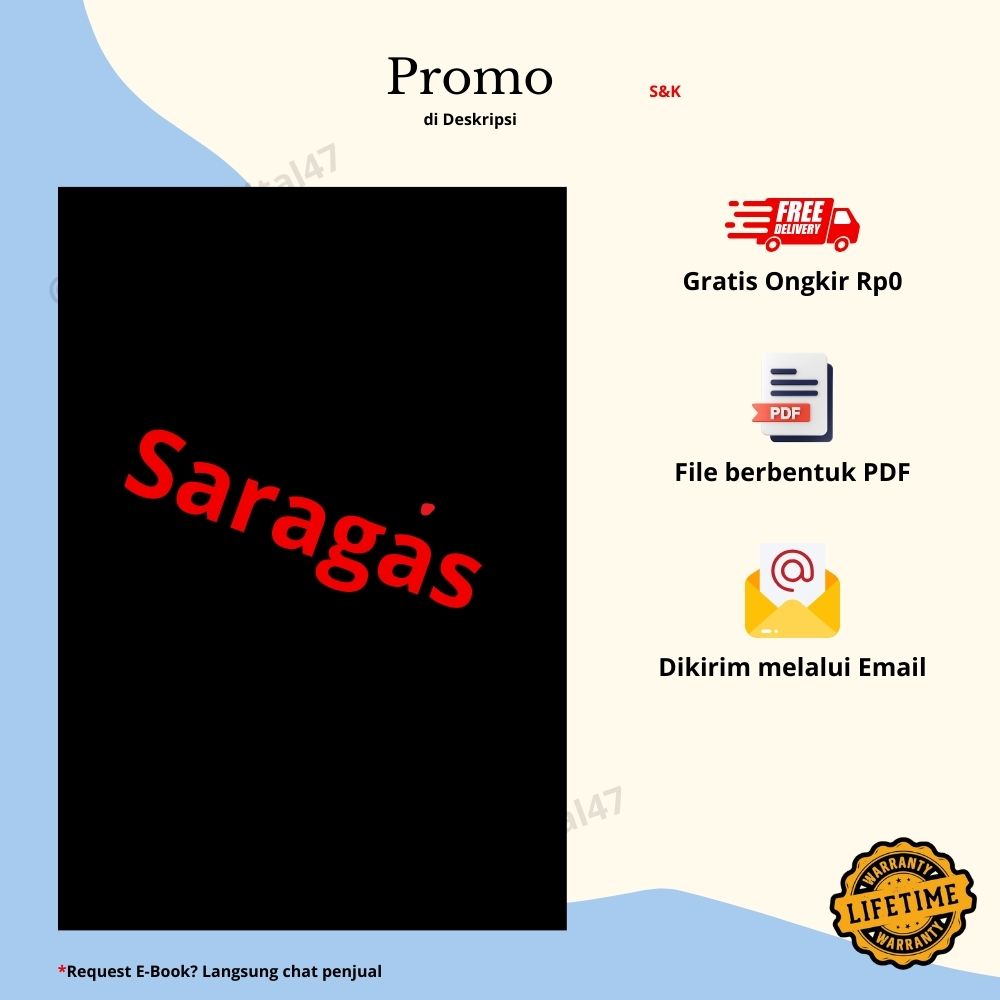 Promo
di Deskripsi
S&K
FREE
DELIVERY
Gratis Ongkir Rp0
Saragas
PDF
File berbentuk PDF
@
Dikirim melalui Email
WARRANTY
LIFETIME
WARRANTY
*Request E-Book? Langsung chat penjual